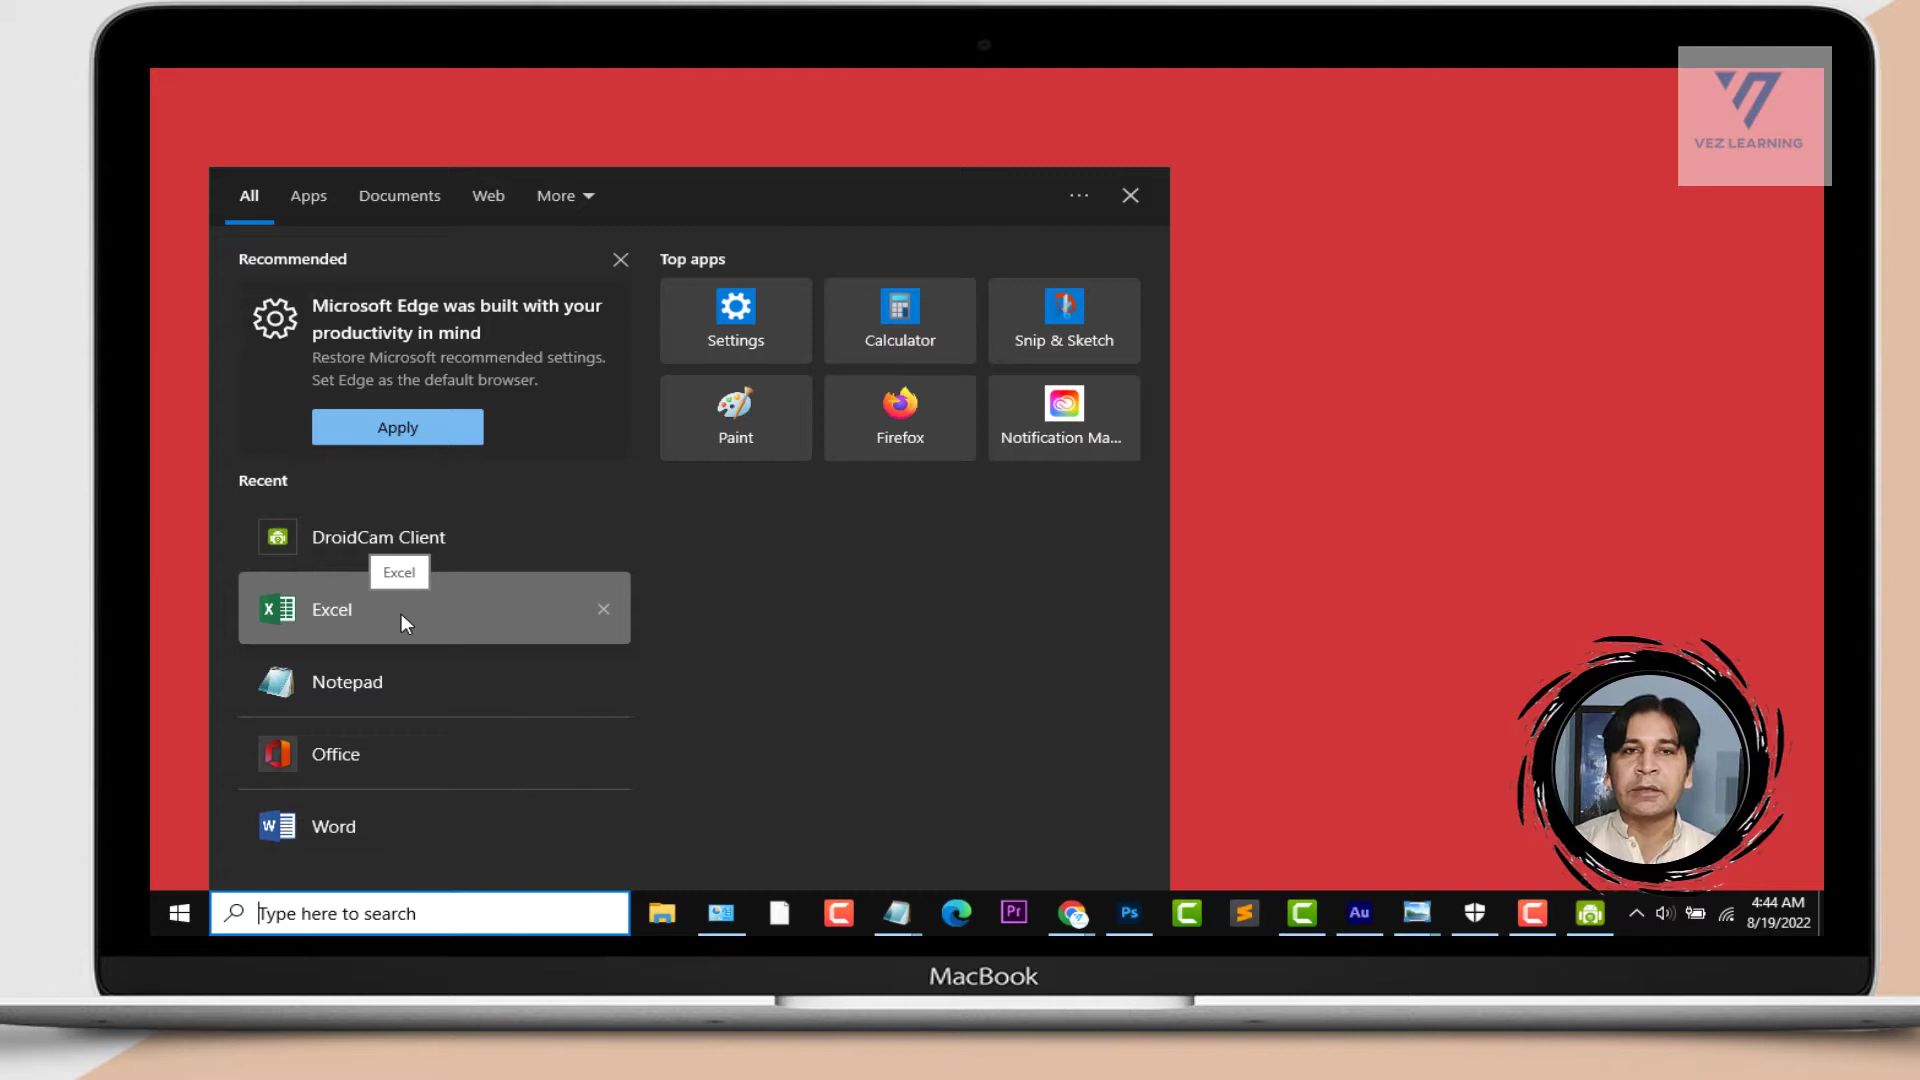 VEZ LEARNING
All Apps Documents Web More
Recommended
Top apps
Microsoft Edge was built with your
productivity in mind
Restore Microsoft recommended settings.
Set Edge as the default browser.
Apply
Settings
Calculator
Snip & Sketch
Paint
Firefox
Notification Ma...
Recent
DroidCam Client
Excel
Excel
Notepad
Office
Word
Type here to search
Pr
Ps
Au
4:44 AM
8/19/2022
MacBook